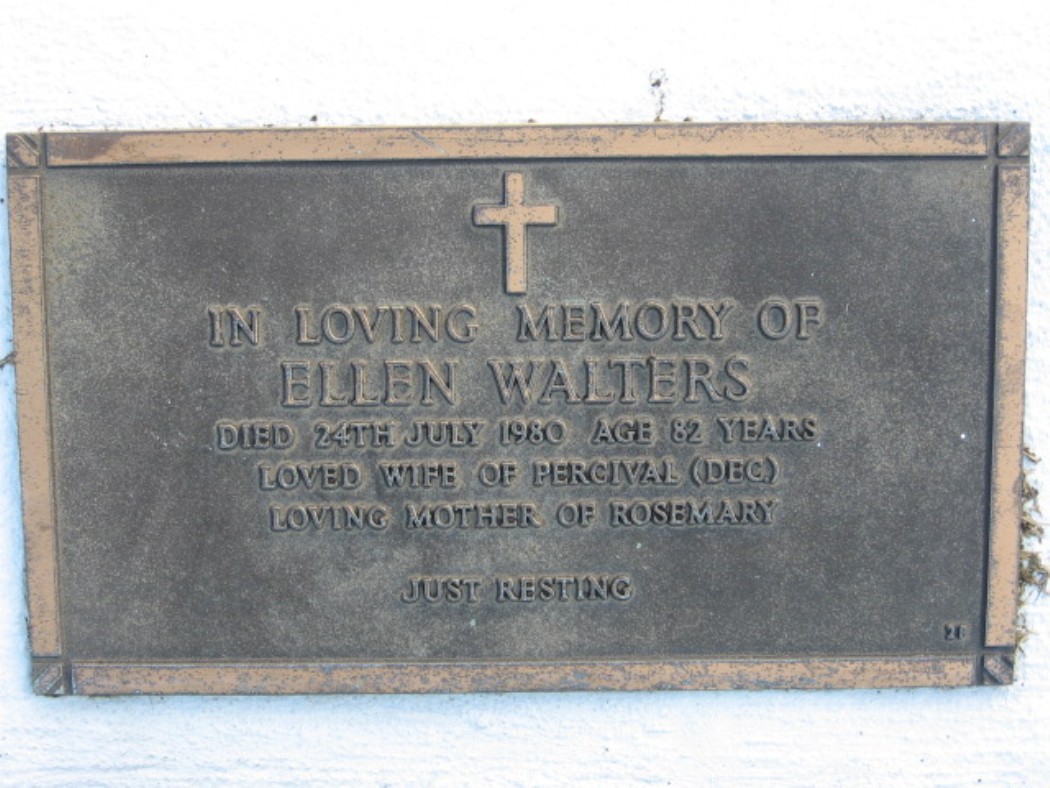 IN LOVING MEMORY OF
ELLEN WALTERS
DIED 24TH JULY 1980 AGE 82 YEARS
LOVED WIFE OF PERCIVAL (DEC)
LOVING MOTHER OF ROSEMARY
JUST RESTING